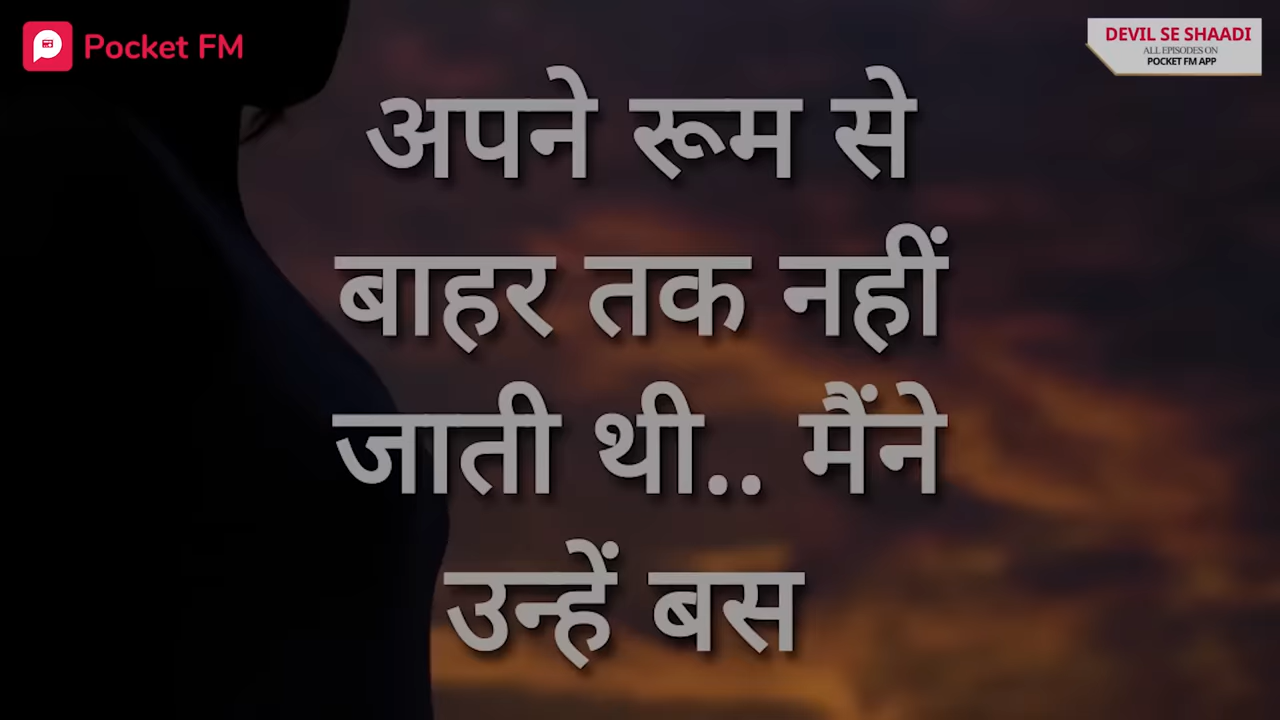 Pocket FM
DEVIL SE SHAADI
ALL EPISODES ON
POCKET FM APP
अपने रूम से
बाहर तक नहीं
जाती थी.. मैंने
उन्हें बस